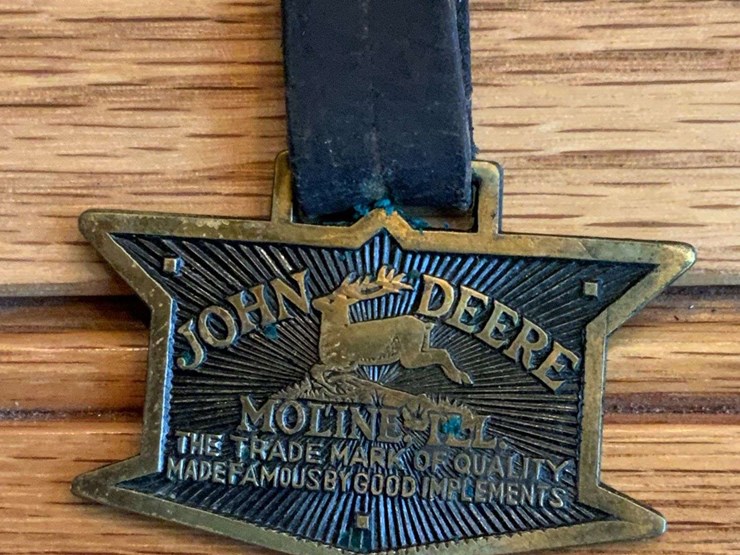 JOHN DEERE
MOLINE ILL.
THE TRADE MARK OF QUALITY
MADE FAMOUS BY GOOD IMPLEMENTS